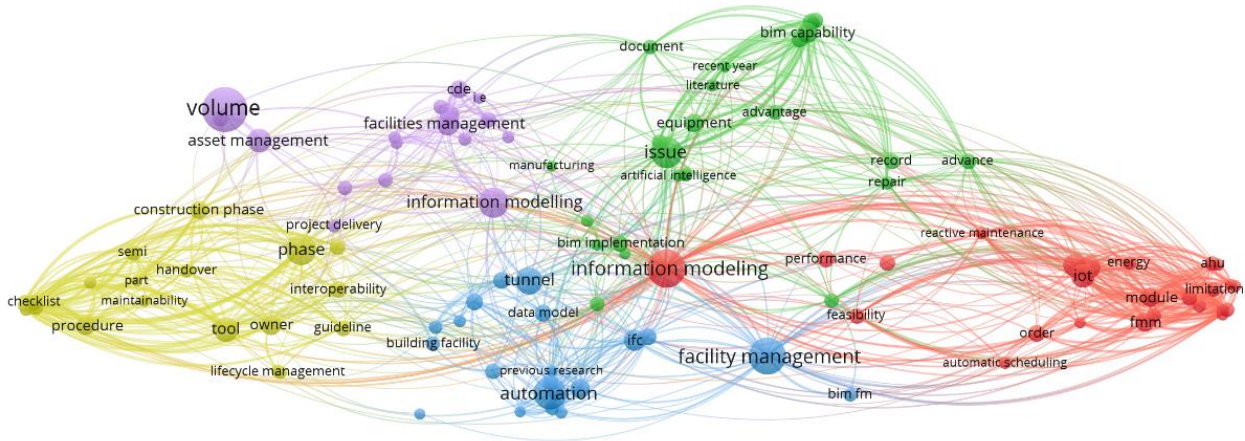 bim capability
document
recent year
literature
cde
i e
volume
advantage
facilities management
equipment
asset management
issue
manufacturing
record
advance
artificial intelligence
repair
information modelling
construction phase
project delivery
reactive maintenance
bim implementation
phase
semi
performance
energy
ahu
information modeling
handover
iot
part
tunnel
interoperability
limitation
module
checklist
maintainability
data model
feasibility
fmm
procedure
tool
owner
guideline
order
building facility
ifc
facility management
automatic scheduling
lifecycle management
previous research
automation
bim fm